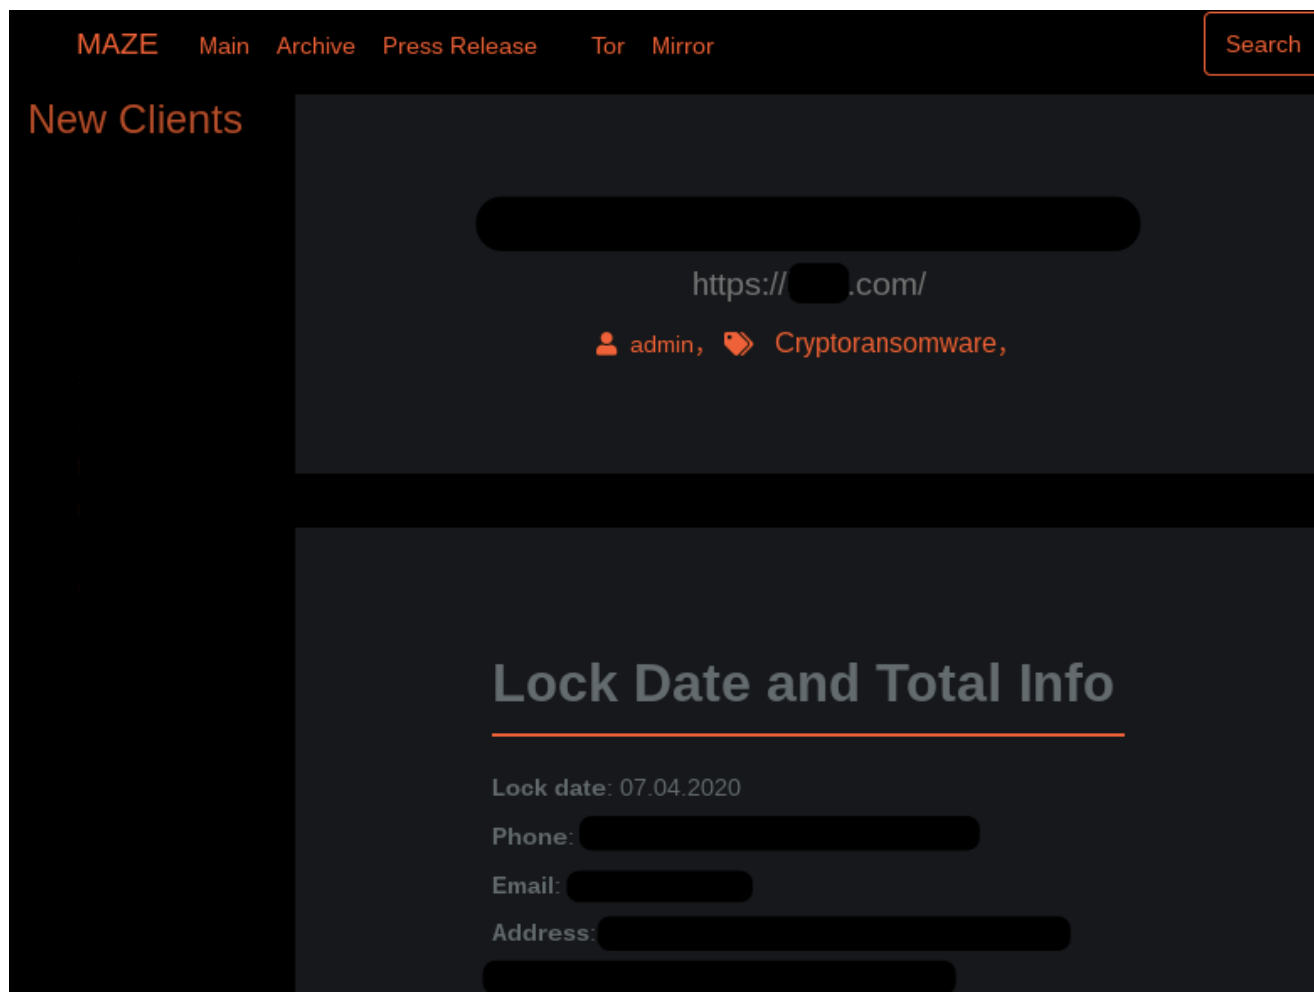 MAZE Main Archive Press Release Tor Mirror Search
New Clients
https:// .com/
admin, Cryptoransomware,
Lock Date and Total Info
Lock date: 07.04.2020
Phone:
Email:
Address: